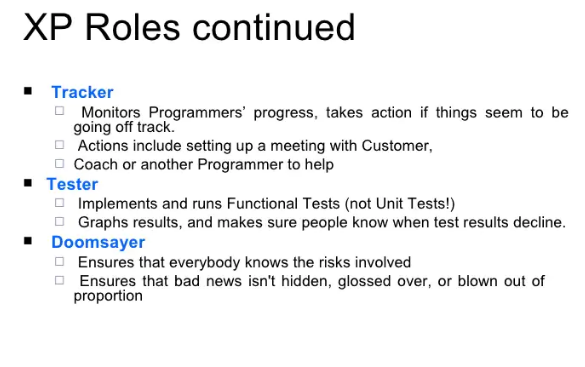 XP Roles continued
Tracker
Monitors Programmers’ progress, takes action if things seem to be
going off track.
Actions include setting up a meeting with Customer,
Coach or another Programmer to help
Tester
Implements and runs Functional Tests (not Unit Tests!)
Graphs results, and makes sure people know when test results decline.
Doomsayer
Ensures that everybody knows the risks involved
Ensures that bad news isn't hidden, glossed over, or blown out of
proportion